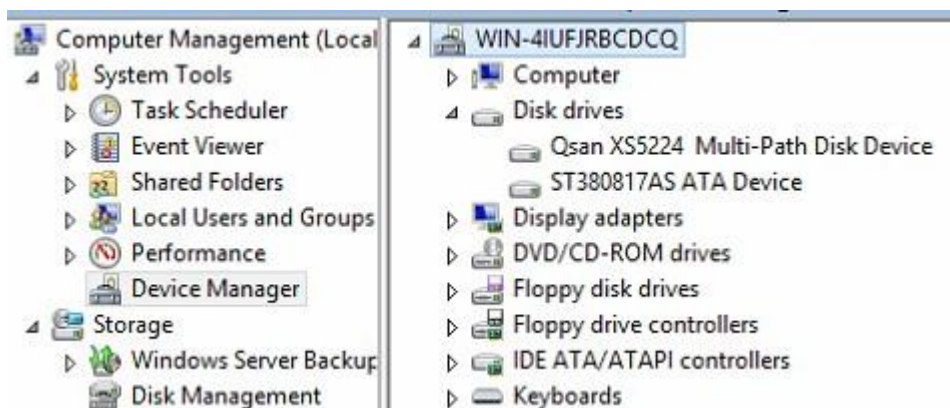 Computer Management (Local
System Tools
Task Scheduler
Event Viewer
Shared Folders
Local Users and Groups
Performance
Device Manager
Storage
Windows Server Backup
Disk Management
WIN-4IUFJRBCDCQ
Computer
Disk drives
Qsan XS5224 Multi-Path Disk Device
ST380817AS ATA Device
Display adapters
DVD/CD-ROM drives
Floppy disk drives
Floppy drive controllers
IDE ATA/ATAPI controllers
Keyboards